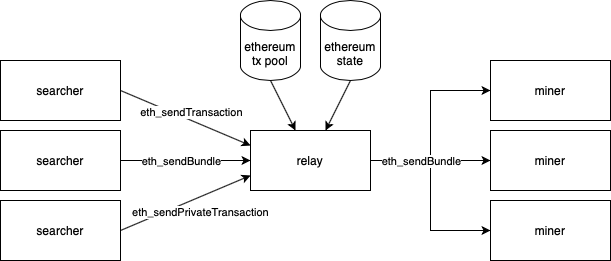 ethereum
tx pool
ethereum
state
searcher
miner
eth_sendTransaction
searcher
eth_sendBundle
relay
eth_sendBundle
miner
eth_sendPrivateTransaction
searcher
miner